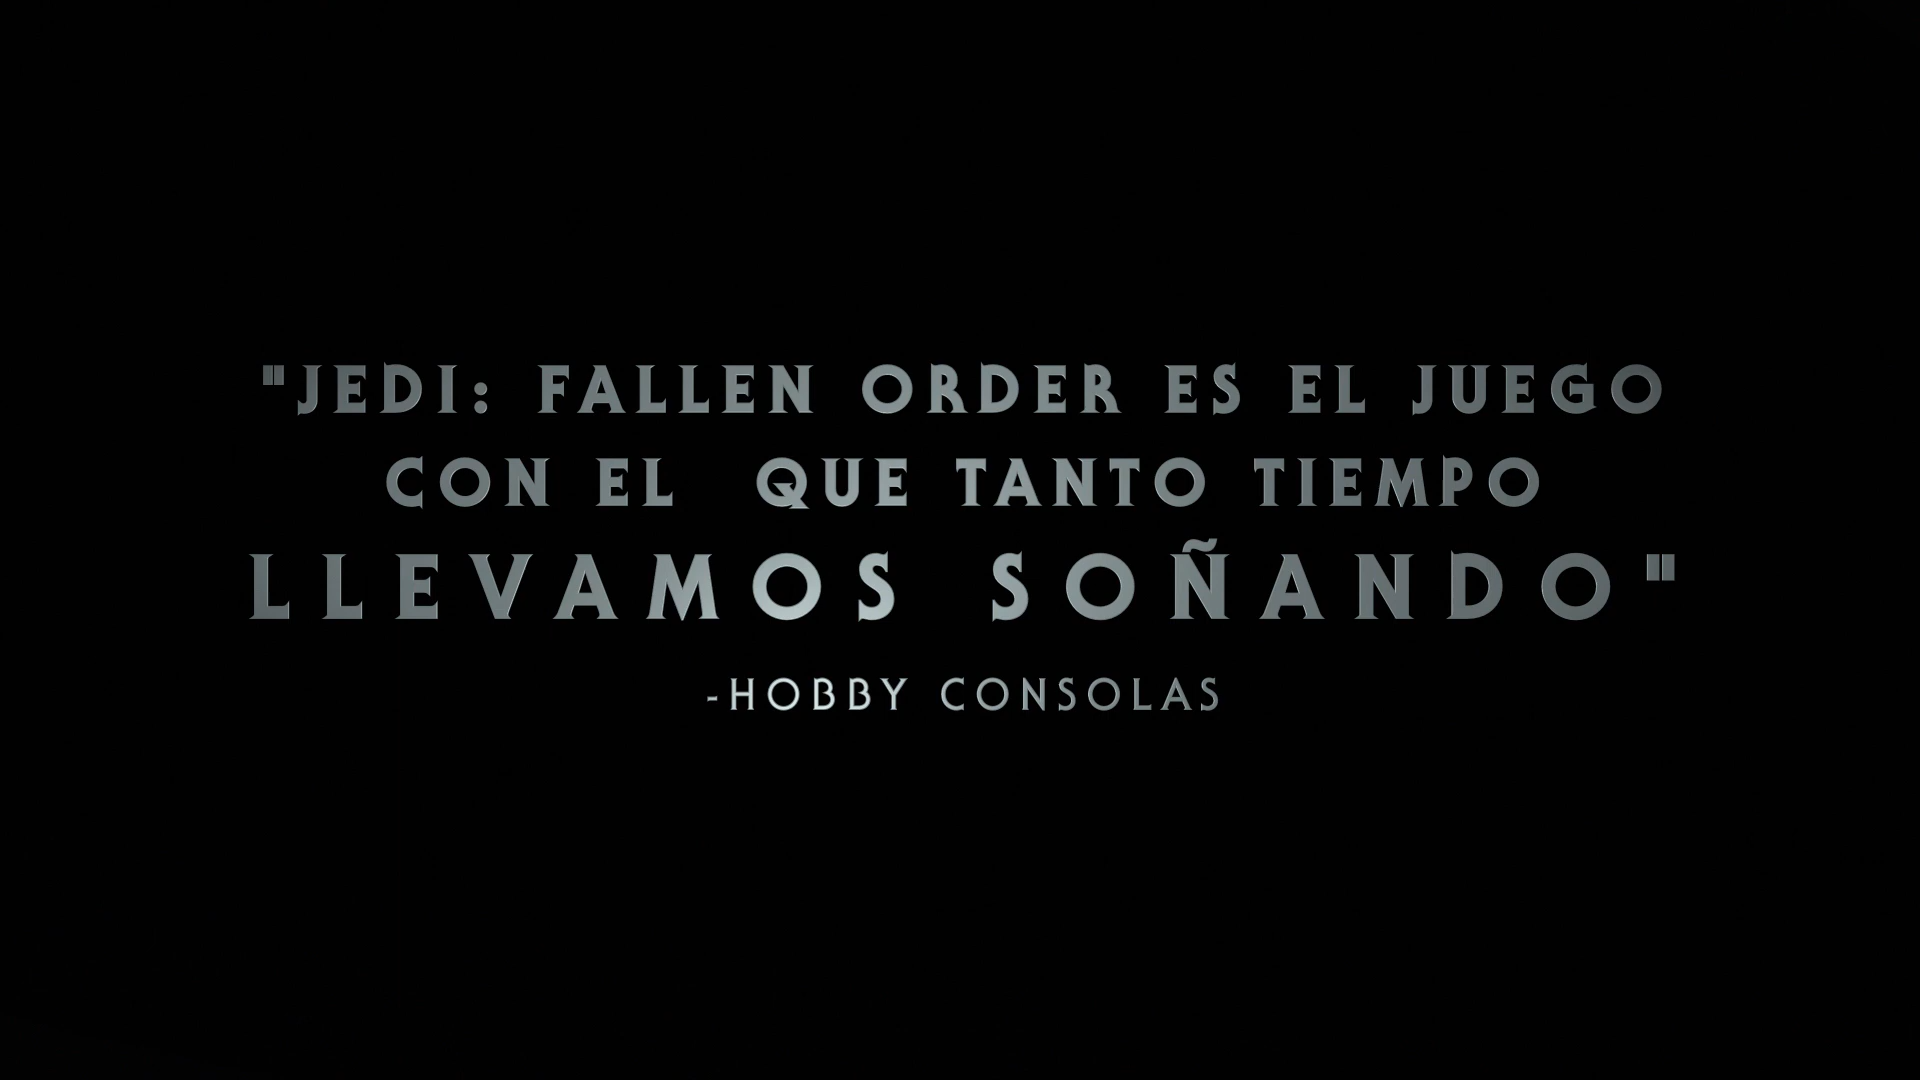 "JEDI: FALLEN ORDER ES EL JUEGO
CON EL QUE TANTO TIEMPO
LLEVAMOS SOÑANDO"
-HOBBY CONSOLAS